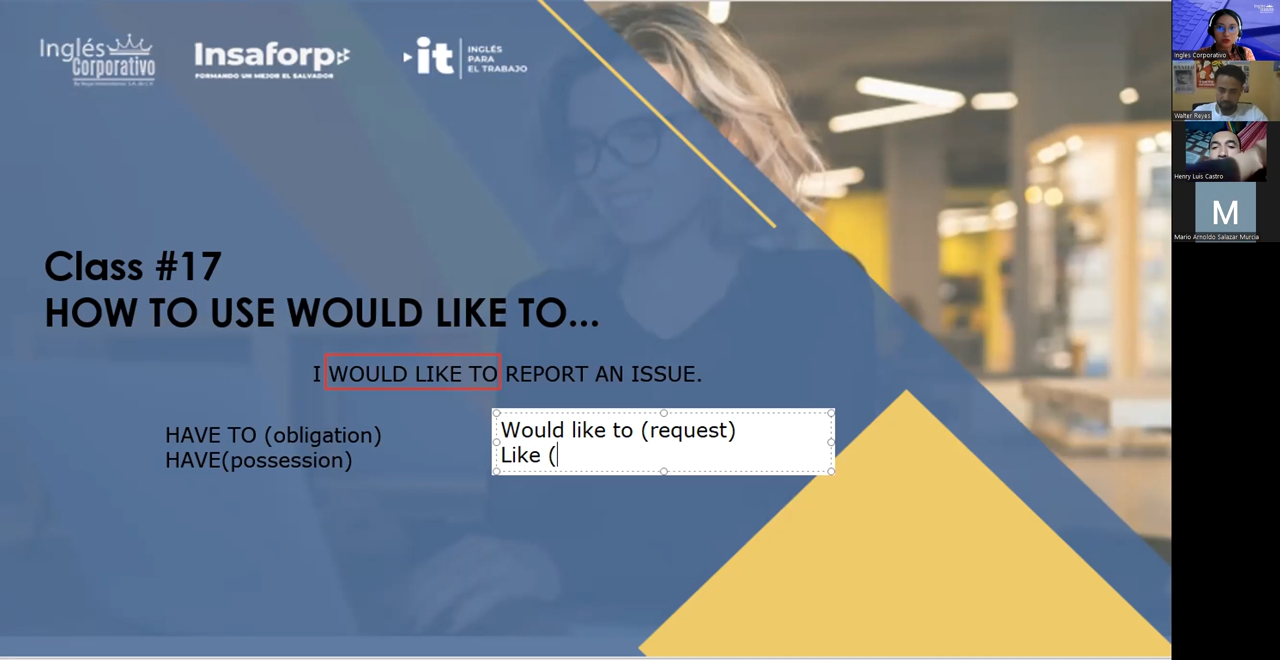 Inglés
Corporativo
Insaforp
FORMANDO UN MEJOR EL SALVADOR
it
INGLÉS
PARA
EL TRABAJO
Class #17
HOW TO USE WOULD LIKE TO...
I WOULD LIKE TO REPORT AN ISSUE.
HAVE TO (obligation)
HAVE(possession)
Would like to (request)
Like (
Ingles Corporativo
Walter Reyes
Henry Luis Castro
M
Mario Arnoldo Salazar Murcia